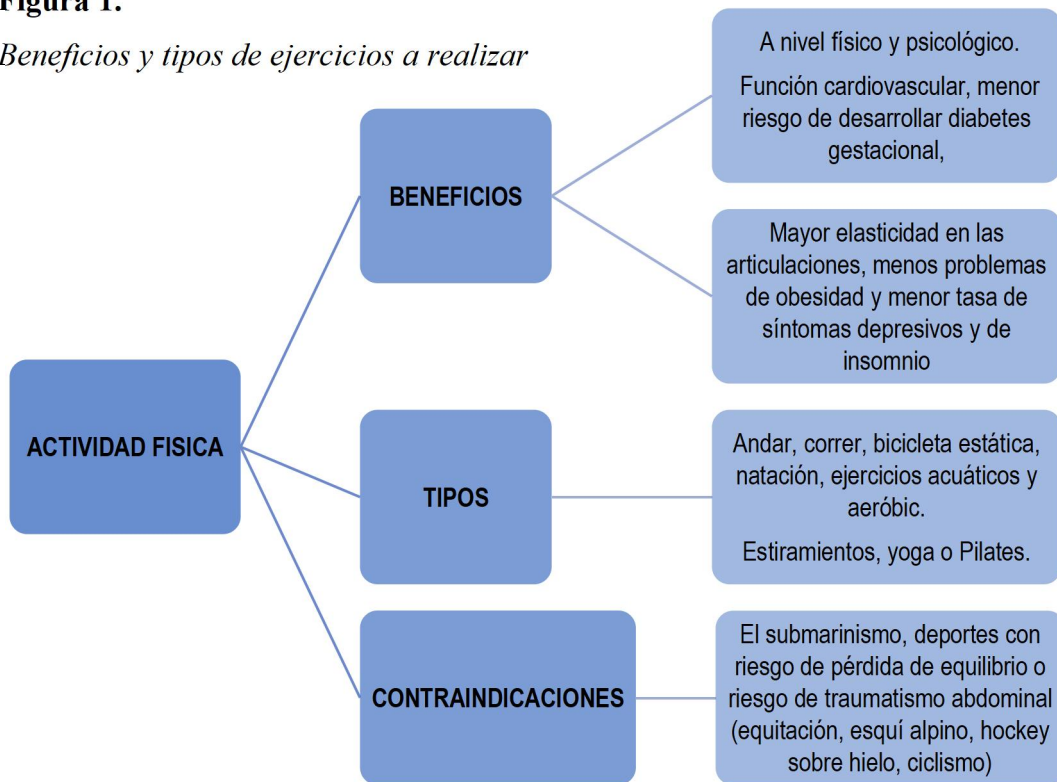 Figura 1.
Beneficios y tipos de ejercicios a realizar
ACTIVIDAD FISICA
BENEFICIOS
A nivel físico y psicológico.
Función cardiovascular, menor
riesgo de desarrollar diabetes
gestacional,
Mayor elasticidad en las
articulaciones, menos problemas
de obesidad y menor tasa de
síntomas depresivos y de
insomnio
TIPOS
Andar, correr, bicicleta estática,
natación, ejercicios acuáticos y
aeróbic.
Estiramientos, yoga o Pilates.
CONTRAINDICACIONES
El submarinismo, deportes con
riesgo de pérdida de equilibrio o
riesgo de traumatismo abdominal
(equitación, esquí alpino, hockey
sobre hielo, ciclismo)